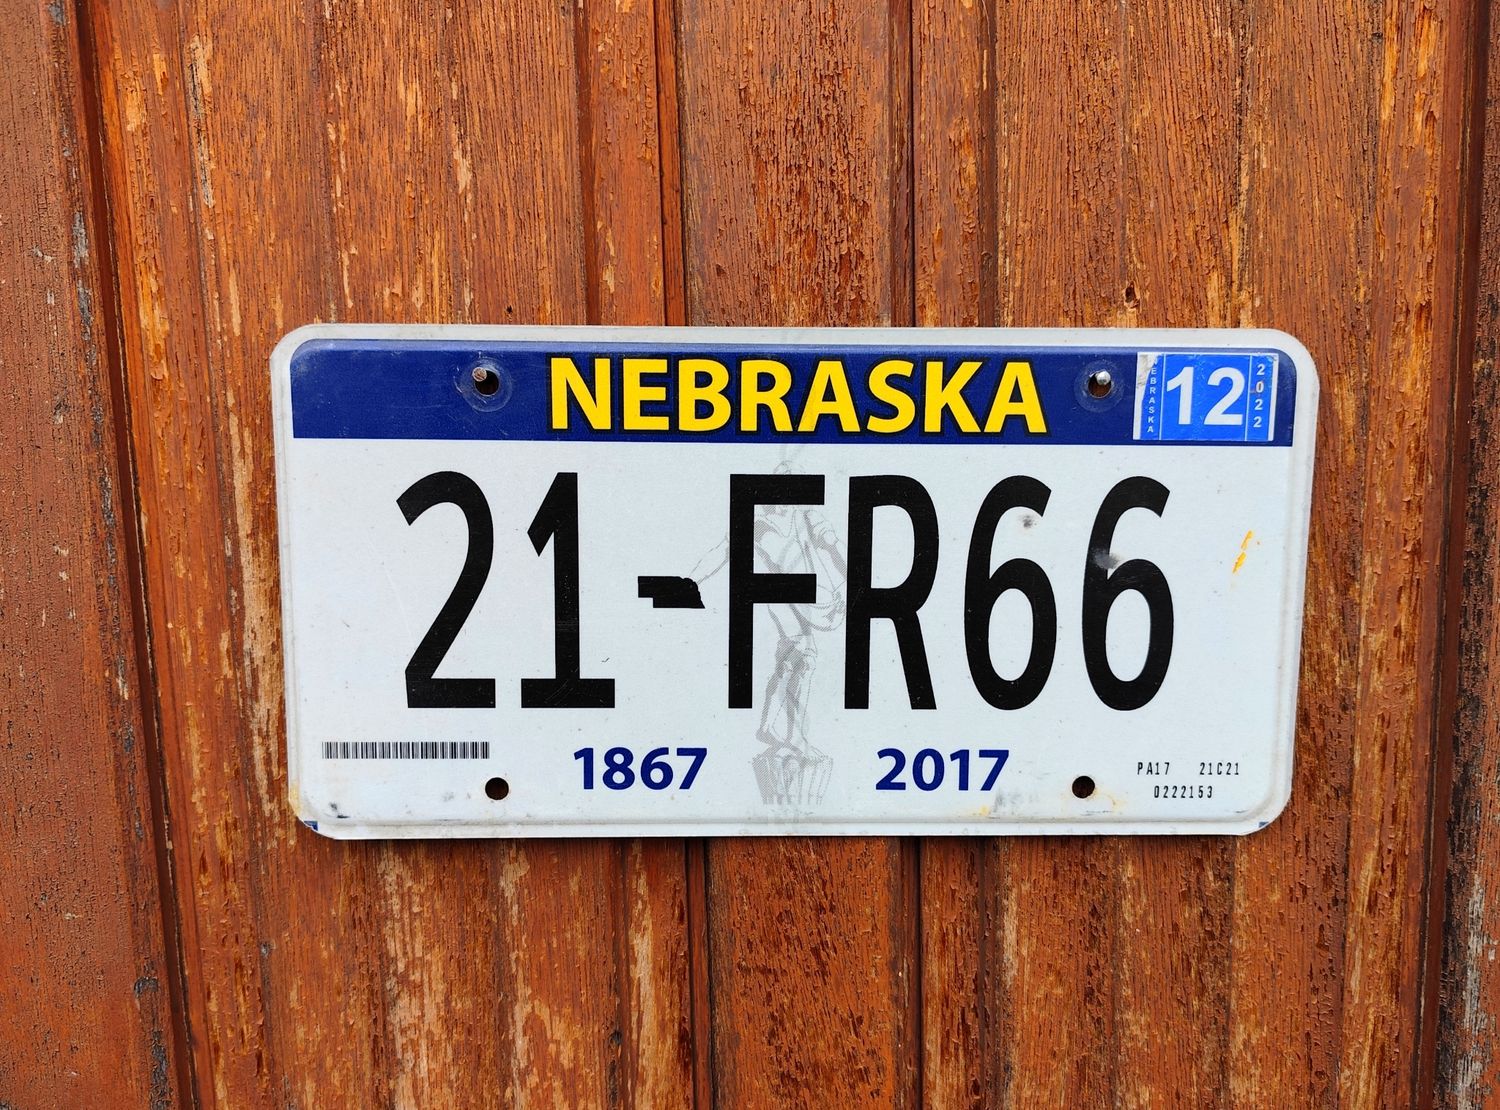 NEBRASKA
NEBRASKA 12 2022
21-FR66
1867 2017
PA17 21C21
0222153